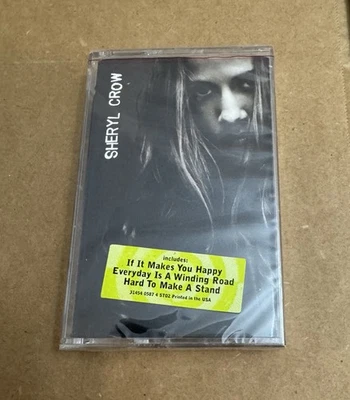 SHERYL CROW
includes:
If It Makes You Happy
Everyday Is A Winding Road
Hard To Make A Stand
31454 0587 4 ST02 Printed in the USA